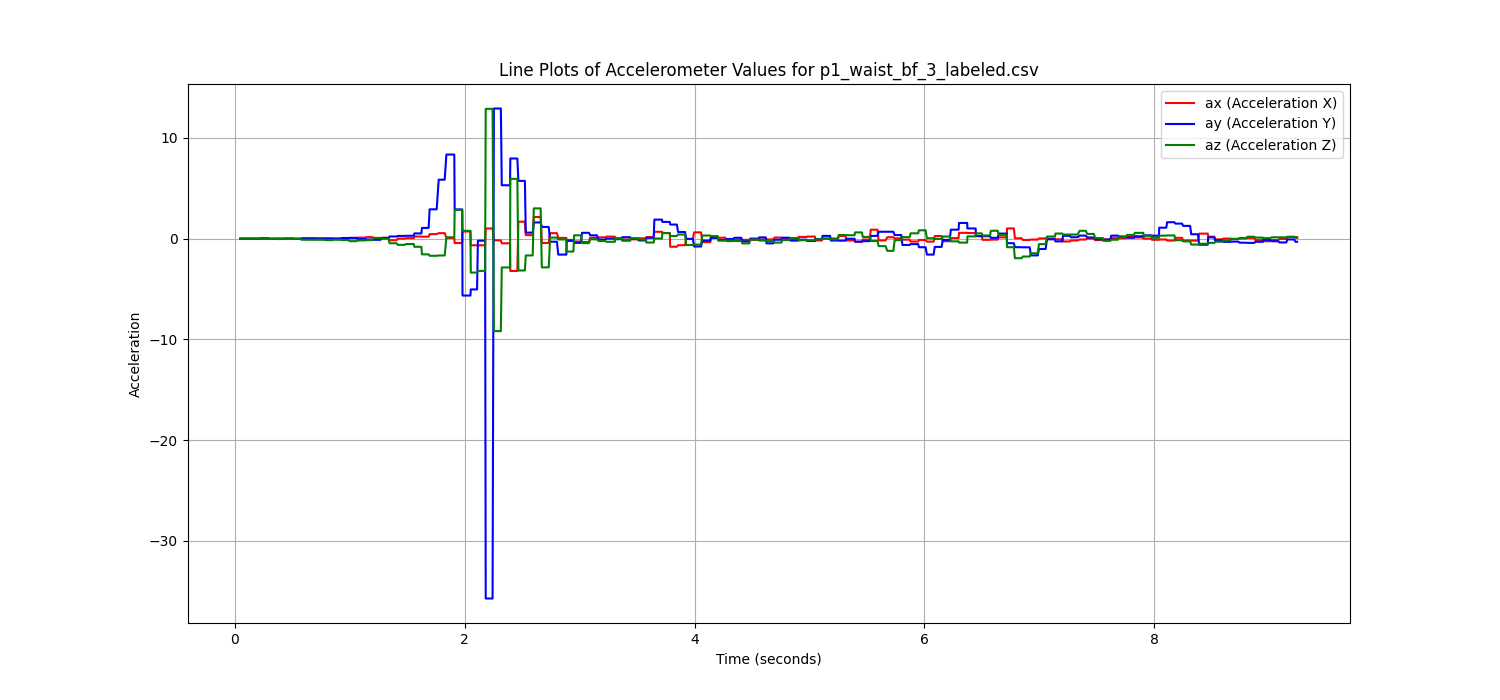 Line Plots of Accelerometer Values for p1_waist_bf_3_labeled.csv
ax (Acceleration X)
ay (Acceleration Y)
az (Acceleration Z)
Acceleration
10
0
−10
−20
−30
0 2 4 6 8
Time (seconds)